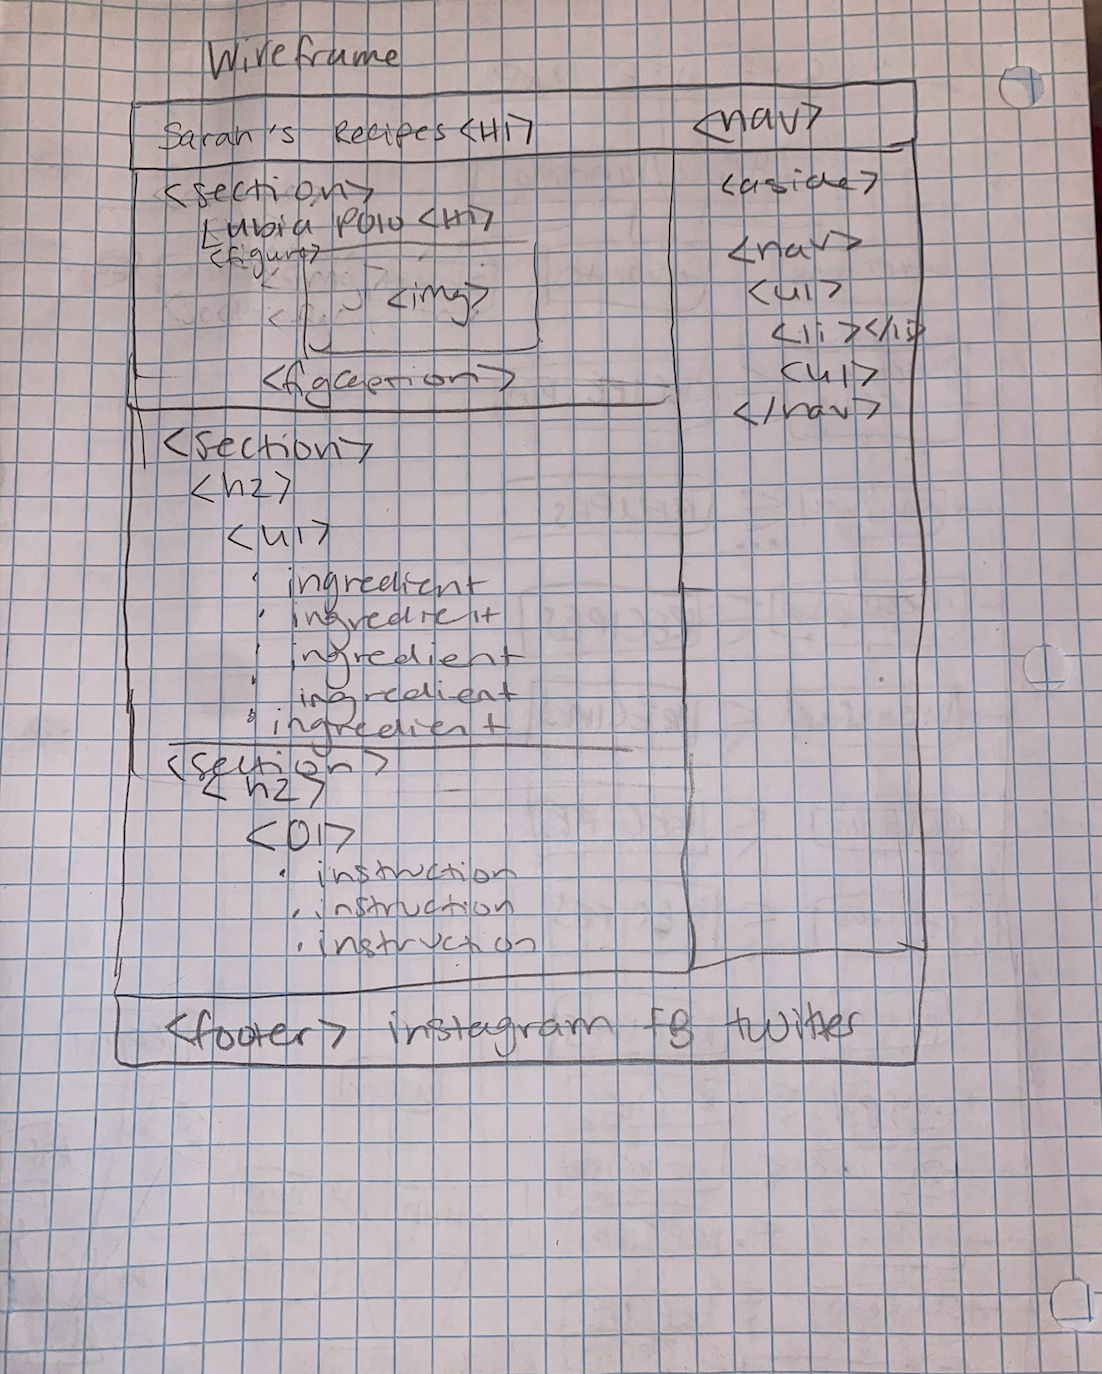 Wireframe
Sarah's Recipes <H1>
<nav>
<section>
Lubia Polo <H1>
<figure>
<img>
<figcaption>
<section>
<h2>
<ul>
ingredient
ingredient
ingredient
ingredient
ingredient
<section>
<h2>
<Ol>
instruction
instruction
instruction
<aside>
<nav>
<ul>
<li></li>
<ul>
</nav>
<footer> instagram FB twitter